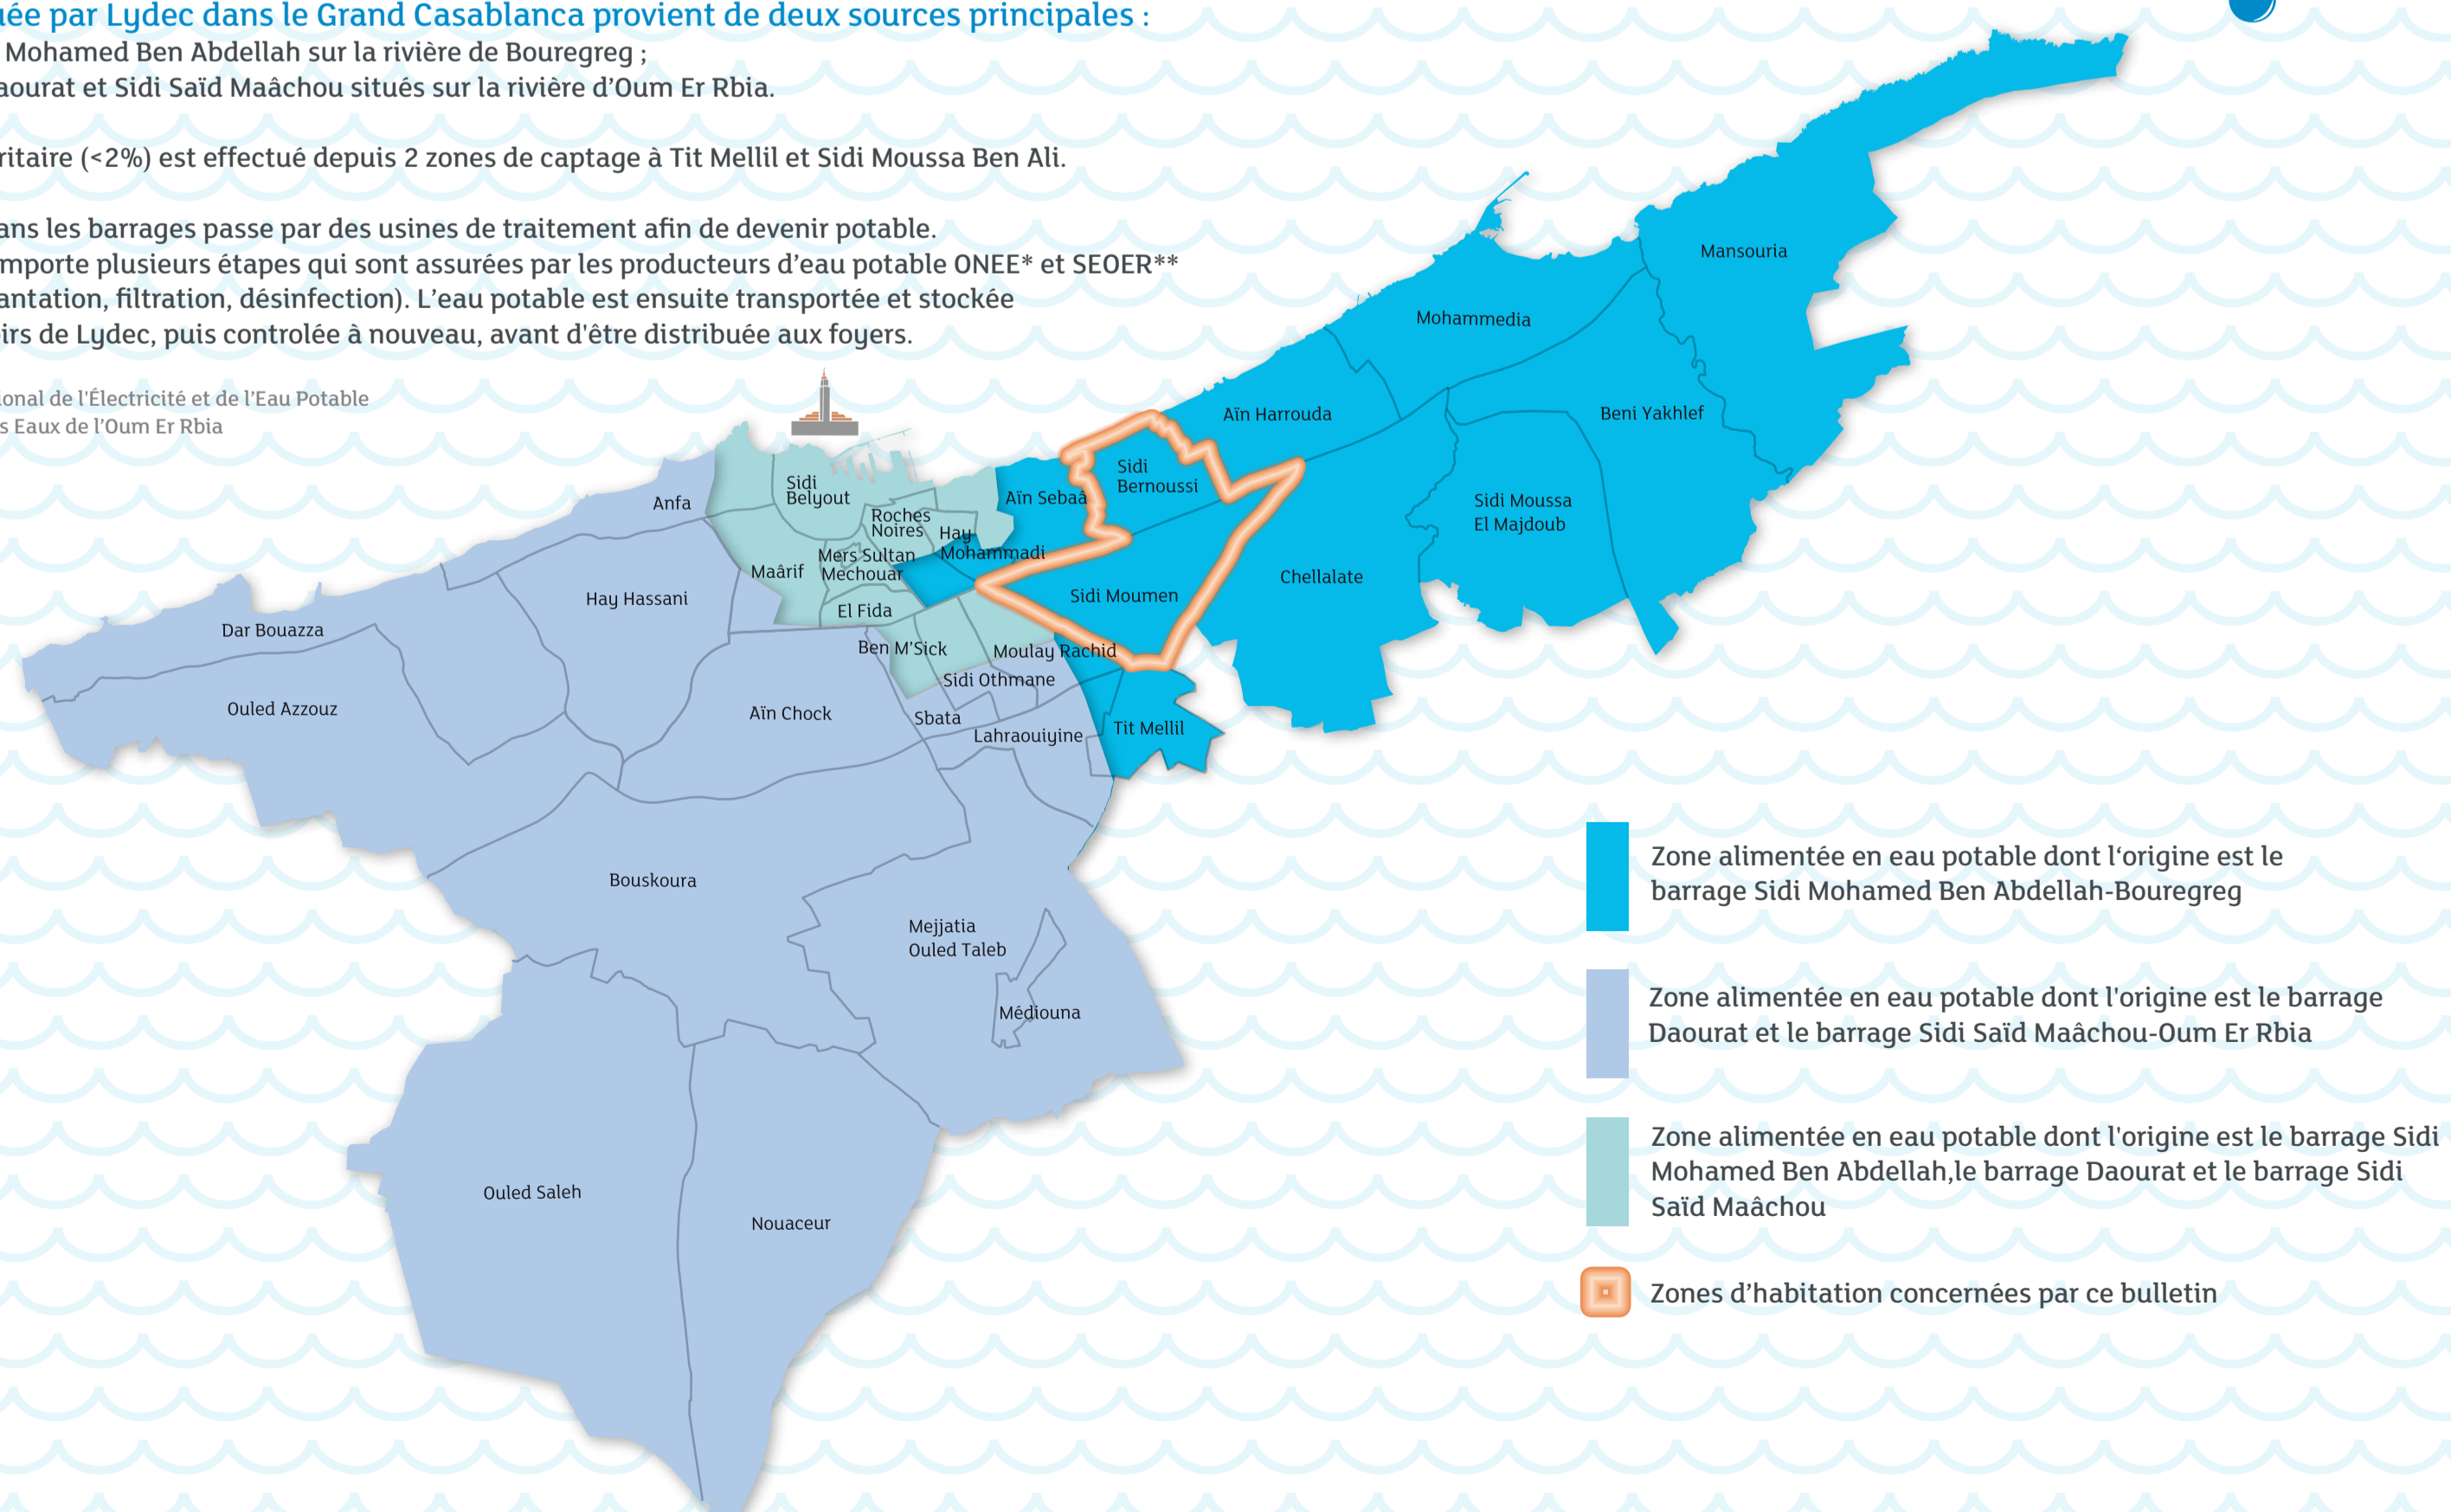 uée par Lydec dans le Grand Casablanca provient de deux sources principales :
Mohamed Ben Abdellah sur la rivière de Bouregreg ;
aourat et Sidi Saïd Maâchou situés sur la rivière d’Oum Er Rbia.
ritaire (<2%) est effectué depuis 2 zones de captage à Tit Mellil et Sidi Moussa Ben Ali.
ans les barrages passe par des usines de traitement afin de devenir potable.
mporte plusieurs étapes qui sont assurées par les producteurs d’eau potable ONEE* et SEOER**
antation, filtration, désinfection). L’eau potable est ensuite transportée et stockée
irs de Lydec, puis controlée à nouveau, avant d'être distribuée aux foyers.
ional de l'Électricité et de l’Eau Potable
s Eaux de l’Oum Er Rbia
Mansouria
Mohammedia
Aïn Harrouda
Beni Yakhlef
Sidi
Bernoussi
Aïn Sebaâ
Sidi Moussa
El Majdoub
Anfa
Sidi
Belyout
Roches
Noires
Hay
Mohammadi
Mers Sultan
Mechouar
Maârif
Chellalate
Hay Hassani
El Fida
Sidi Moumen
Dar Bouazza
Ben M’Sick
Moulay Rachid
Sidi Othmane
Ouled Azzouz
Aïn Chock
Sbata
Lahraouiyine
Tit Mellil
Bouskoura
Mejjatia
Ouled Taleb
Médiouna
Ouled Saleh
Nouaceur
Zone alimentée en eau potable dont l‘origine est le
barrage Sidi Mohamed Ben Abdellah-Bouregreg
Zone alimentée en eau potable dont l'origine est le barrage
Daourat et le barrage Sidi Saïd Maâchou-Oum Er Rbia
Zone alimentée en eau potable dont l'origine est le barrage Sidi
Mohamed Ben Abdellah,le barrage Daourat et le barrage Sidi
Saïd Maâchou
Zones d’habitation concernées par ce bulletin